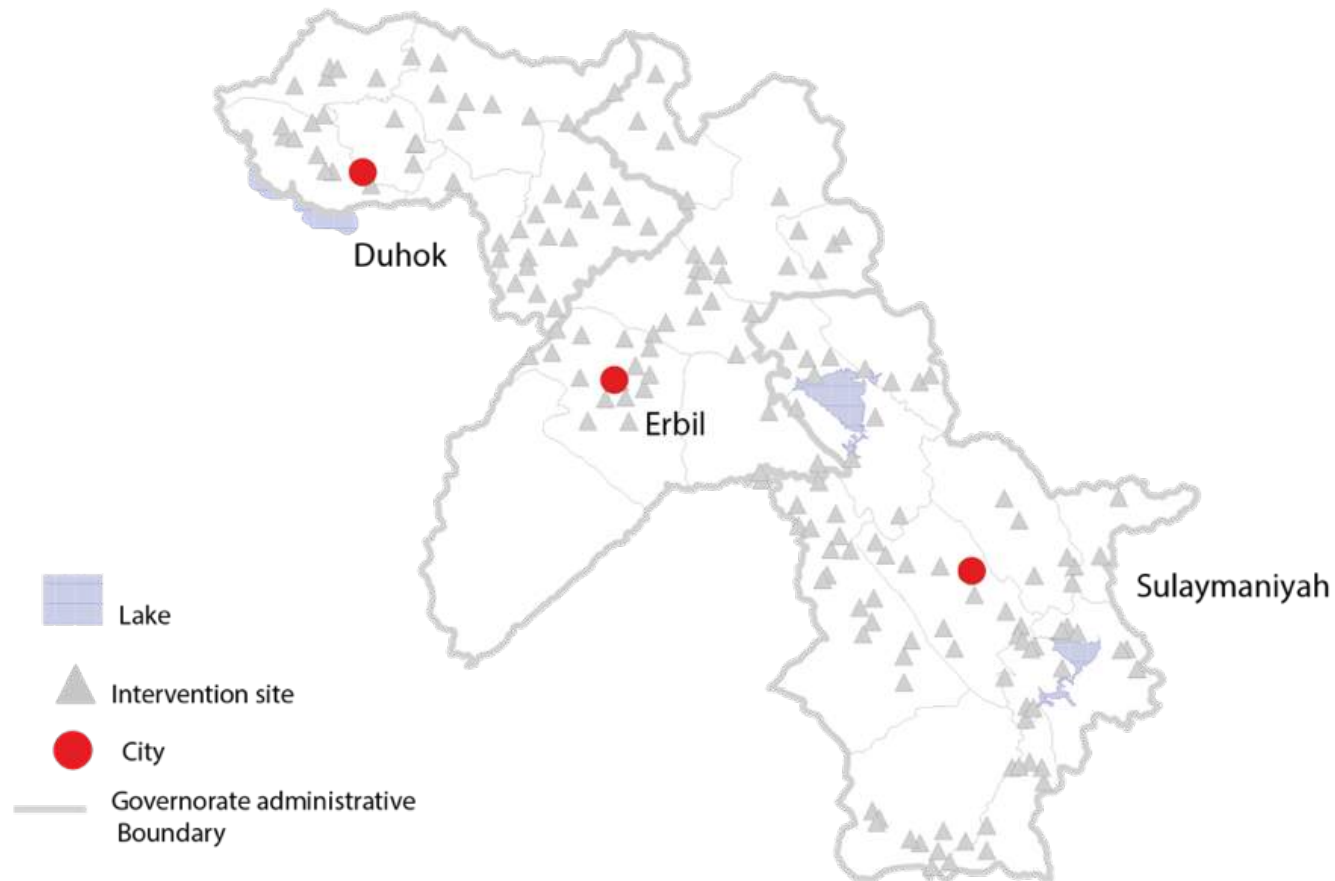 Duhok
Erbil
Sulaymaniyah
Lake
Intervention site
City
Governorate administrative
Boundary